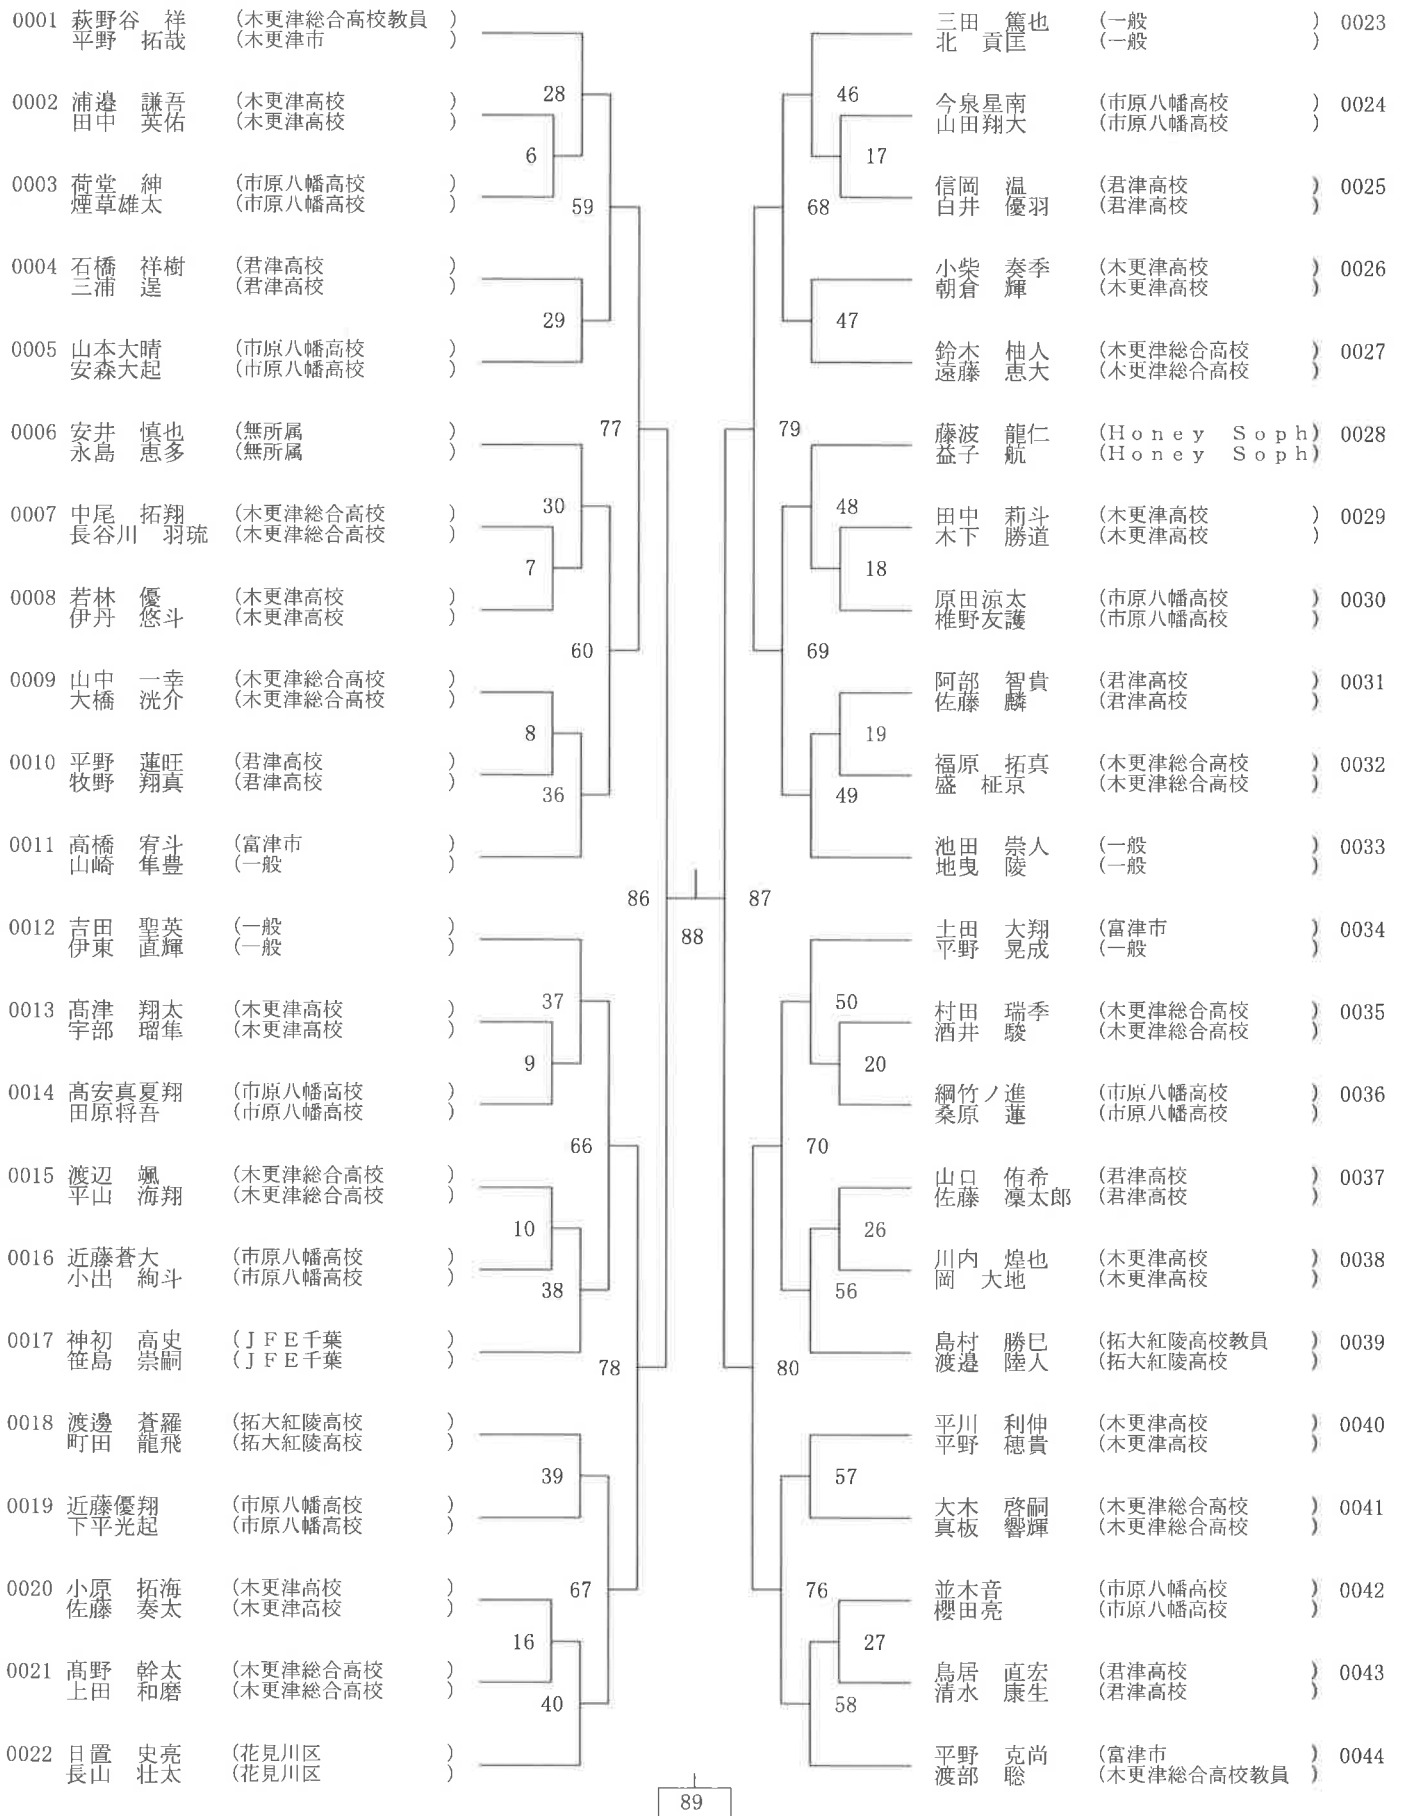 0001 萩野谷　祥 (木更津総合高校教員
平野　拓哉 (木更津市 )
28
0002 浦邉　謙吾 (木更津高校 )
田中　英佑 (木更津高校 )
6
0003 荷堂　紳 (市原八幡高校 )
煙草雄太 (市原八幡高校 )
59
0004 石橋　祥樹 (君津高校 )
三浦　逞 (君津高校 )
29
0005 山本大晴 (市原八幡高校 )
安森大起 (市原八幡高校 )
77
0006 安井　慎也 (無所属 )
永島　恵多 (無所属 )
30
0007 中尾　拓翔 (木更津総合高校 )
長谷川　羽琉 (木更津総合高校 )
7
0008 若林　優 (木更津高校 )
伊丹　悠斗 (木更津高校 )
60
0009 山中　一幸 (木更津総合高校 )
大橋　洸介 (木更津総合高校 )
8
0010 平野　蓮旺 (君津高校 )
牧野　翔真 (君津高校 )
36
0011 高橋　宥斗 (富津市 )
山崎　隼豊 (一般 )
86
0012 吉田　聖英 (一般 )
伊東　直輝 (一般 )
37
0013 髙津　翔太 (木更津高校 )
宇部　瑠隼 (木更津高校 )
9
0014 髙安真夏翔 (市原八幡高校 )
田原将吾 (市原八幡高校 )
66
0015 渡辺　颯 (木更津総合高校 )
平山　海翔 (木更津総合高校 )
10
0016 近藤蒼大 (市原八幡高校 )
小出　絢斗 (市原八幡高校 )
38
0017 神初　高史 (ＪＦＥ千葉 )
笹島　崇嗣 (ＪＦＥ千葉 )
78
0018 渡邊　蒼羅 (拓大紅陵高校 )
町田　龍飛 (拓大紅陵高校 )
39
0019 近藤優翔 (市原八幡高校 )
下平光起 (市原八幡高校 )
67
0020 小原　拓海 (木更津高校 )
佐藤　奏太 (木更津高校 )
16
0021 髙野　幹太 (木更津総合高校 )
上田　和磨 (木更津総合高校 )
40
0022 日置　史亮 (花見川区 )
長山　壮太 (花見川区 )
88
89
三田　篤也 (一般 ) 0023
北　貢匡 (一般 )
46
今泉星南 (市原八幡高校 ) 0024
山田翔大 (市原八幡高校 )
17
信岡　温 (君津高校 ) 0025
白井　優羽 (君津高校 )
68
小柴　奏季 (木更津高校 ) 0026
朝倉　輝 (木更津高校 )
47
鈴木　柚人 (木更津総合高校 ) 0027
遠藤　恵大 (木更津総合高校 )
79
藤波　龍仁 (Ｈｏｎｅｙ　Ｓｏｐｈ) 0028
益子　航 (Ｈｏｎｅｙ　Ｓｏｐｈ)
48
田中　莉斗 (木更津高校 ) 0029
木下　勝道 (木更津高校 )
18
原田涼太 (市原八幡高校 ) 0030
椎野友護 (市原八幡高校 )
69
阿部　智貴 (君津高校 ) 0031
佐藤　麟 (君津高校 )
19
福原　拓真 (木更津総合高校 ) 0032
盛　柾京 (木更津総合高校 )
49
池田　崇人 (一般 ) 0033
地曳　陵 (一般 )
87
土田　大翔 (富津市 ) 0034
平野　晃成 (一般 )
50
村田　瑞季 (木更津総合高校 ) 0035
酒井　駿 (木更津総合高校 )
20
綱竹ノ進 (市原八幡高校 ) 0036
桑原　蓮 (市原八幡高校 )
70
山口　侑希 (君津高校 ) 0037
佐藤　凜太郎 (君津高校 )
26
川内　煌也 (木更津高校 ) 0038
岡　大地 (木更津高校 )
56
島村　勝巳 (拓大紅陵高校教員 ) 0039
渡邉　陸人 (拓大紅陵高校 )
80
平川　利伸 (木更津高校 ) 0040
平野　穂貴 (木更津高校 )
57
大木　啓嗣 (木更津総合高校 ) 0041
真板　響輝 (木更津総合高校 )
76
並木音 (市原八幡高校 ) 0042
櫻田亮 (市原八幡高校 )
27
鳥居　直宏 (君津高校 ) 0043
清水　康生 (君津高校 )
58
平野　克尚 (富津市 ) 0044
渡部　聡 (木更津総合高校教員 )